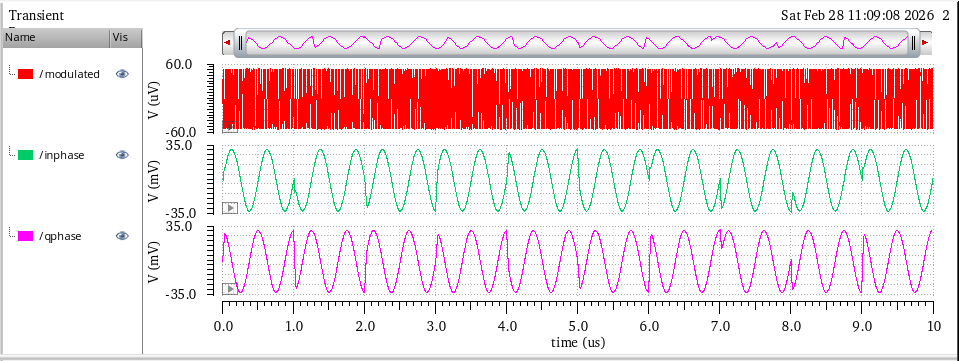 Transient Sat Feb 28 11:09:08 2026 2
Name Vis
/modulated
/inphase
/qphase
60.0
V (uV)
-60.0
35.0
V (mV)
-35.0
35.0
V (mV)
-35.0
0.0 1.0 2.0 3.0 4.0 5.0 6.0 7.0 8.0 9.0 10
time (us)